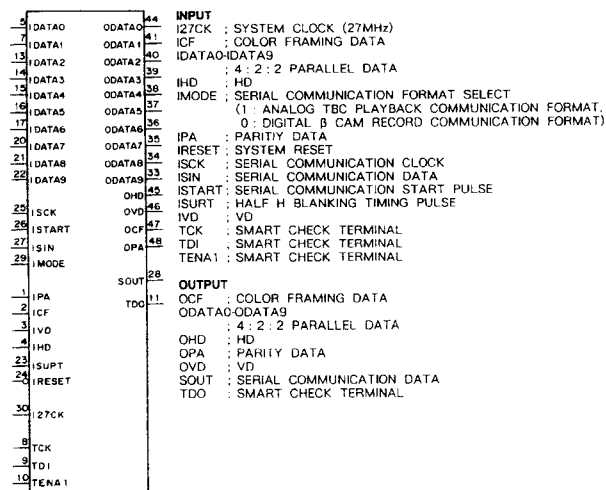 5 IDATA0 ODATA0 44
7 IDATA1 ODATA1 41
13 IDATA2 ODATA2 40
14 IDATA3 ODATA3 39
15 IDATA4 ODATA4 38
16 IDATA5 ODATA5 37
17 IDATA6 ODATA6 36
20 IDATA7 ODATA7 35
21 IDATA8 ODATA8 34
22 IDATA9 ODATA9 33
OHD 45
25 ISCK OVD 46
26 ISTART OCF 47
27 ISIN OPA 48
29 IMODE
SOUT 28
1 IPA TDO 11
2 ICF
3 IVD
4 IHD
23 ISUPT
24 IRESET
30 I27CK
8 TCK
9 TDI
10 TENA1
INPUT
I27CK ; SYSTEM CLOCK (27MHz)
ICF ; COLOR FRAMING DATA
IDATA0-IDATA9
; 4 : 2 : 2 PARALLEL DATA
IHD ; HD
IMODE ; SERIAL COMMUNICATION FORMAT SELECT
(1 : ANALOG TBC PLAYBACK COMMUNICATION FORMAT,
0 : DIGITAL β CAM RECORD COMMUNICATION FORMAT)
IPA ; PARITIY DATA
IRESET ; SYSTEM RESET
ISCK ; SERIAL COMMUNICATION CLOCK
ISIN ; SERIAL COMMUNICATION DATA
ISTART ; SERIAL COMMUNICATION START PULSE
ISURT ; HALF H BLANKING TIMING PULSE
IVD ; VD
TCK ; SMART CHECK TERMINAL
TDI ; SMART CHECK TERMINAL
TENA1 ; SMART CHECK TERMINAL
OUTPUT
OCF ; COLOR FRAMING DATA
ODATA0-ODATA9
; 4 : 2 : 2 PARALLEL DATA
OHD ; HD
OPA ; PARITY DATA
OVD ; VD
SOUT ; SERIAL COMMUNICATION DATA
TDO ; SMART CHECK TERMINAL